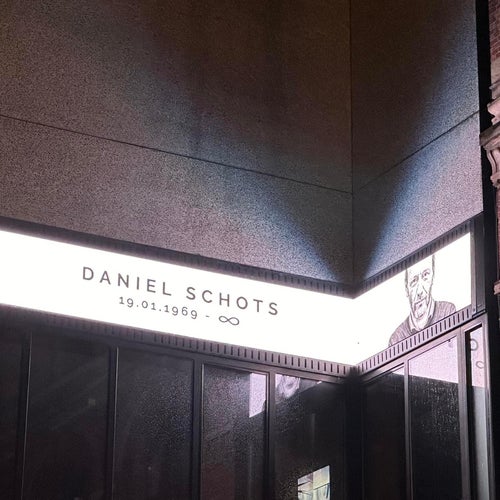 DANIEL SCHOTS
19.01.1969 - ∞